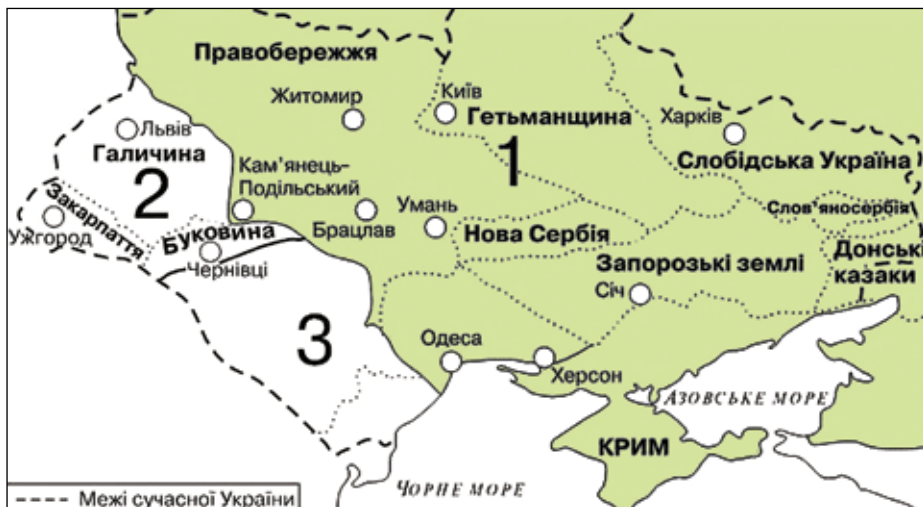 Правобережжя
Житомир
Київ
Гетьманщина
Харків
Слобідська Україна
Львів
Галичина
1
2
Кам'янець-
Подільський
Закарпаття
Ужгород
Буковина
Чернівці
Брацлав
Умань
Нова Сербія
Слов'яносербія
Запорозькі землі
Січ
Донські
казаки
3
Одеса
Херсон
АЗОВСЬКЕ МОРЕ
КРИМ
ЧОРНЕ МОРЕ
Межі сучасної України